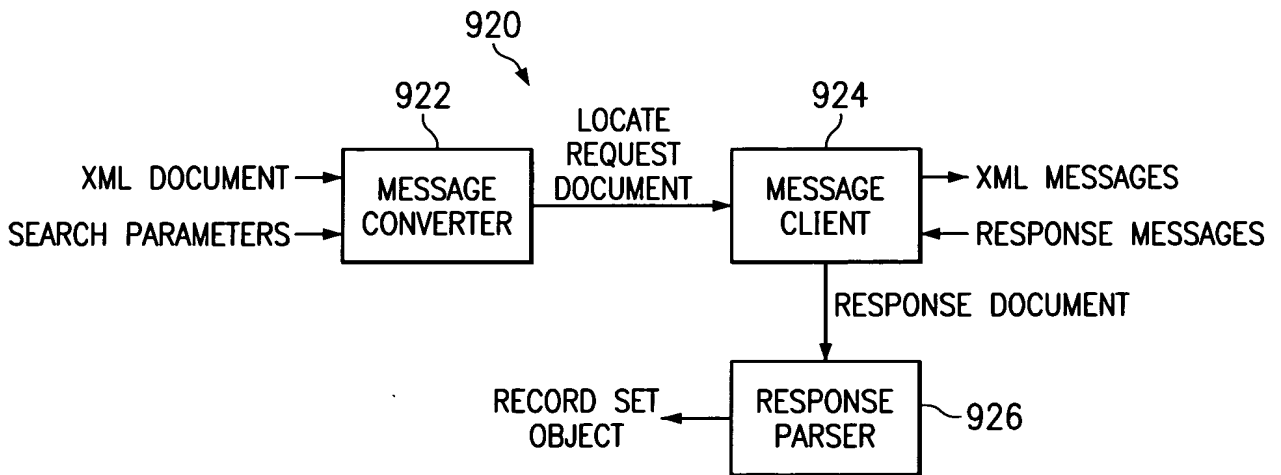 920
922
924
LOCATE
REQUEST
DOCUMENT
XML DOCUMENT
SEARCH PARAMETERS
MESSAGE
CONVERTER
MESSAGE
CLIENT
XML MESSAGES
RESPONSE MESSAGES
RESPONSE DOCUMENT
RECORD SET
OBJECT
RESPONSE
PARSER
926